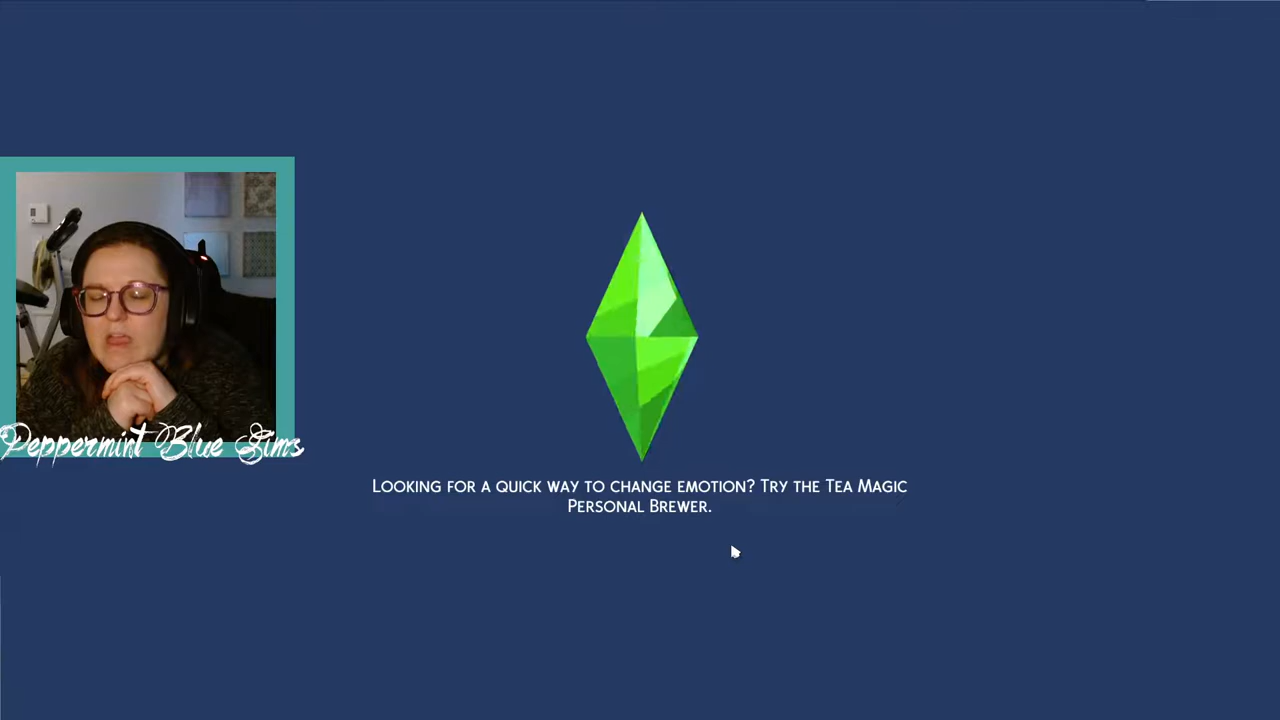 Peppermint Blue Sims
LOOKING FOR A QUICK WAY TO CHANGE EMOTION? TRY THE TEA MAGIC
PERSONAL BREWER.